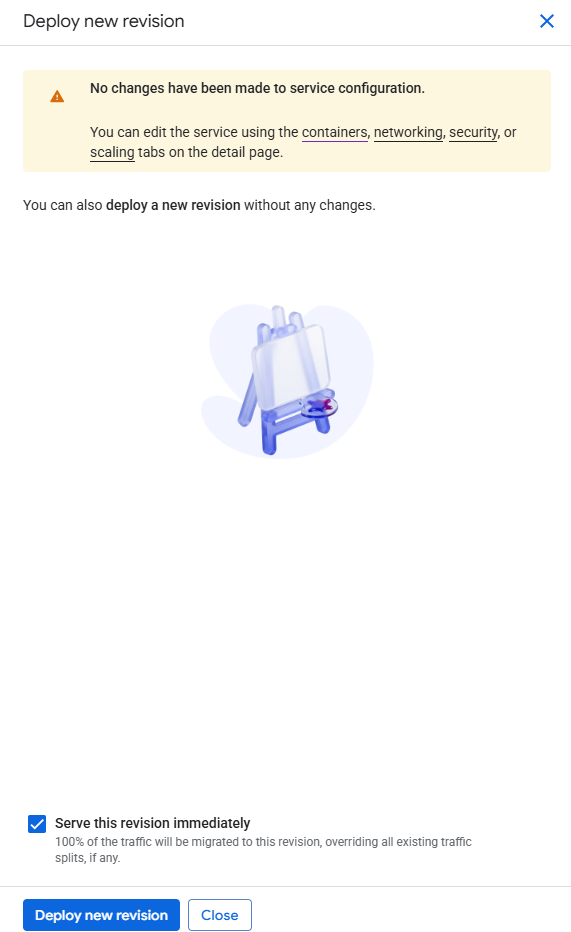 Deploy new revision
No changes have been made to service configuration.
You can edit the service using the containers, networking, security, or
scaling tabs on the detail page.
You can also deploy a new revision without any changes.
Serve this revision immediately
100% of the traffic will be migrated to this revision, overriding all existing traffic
splits, if any.
Deploy new revision
Close